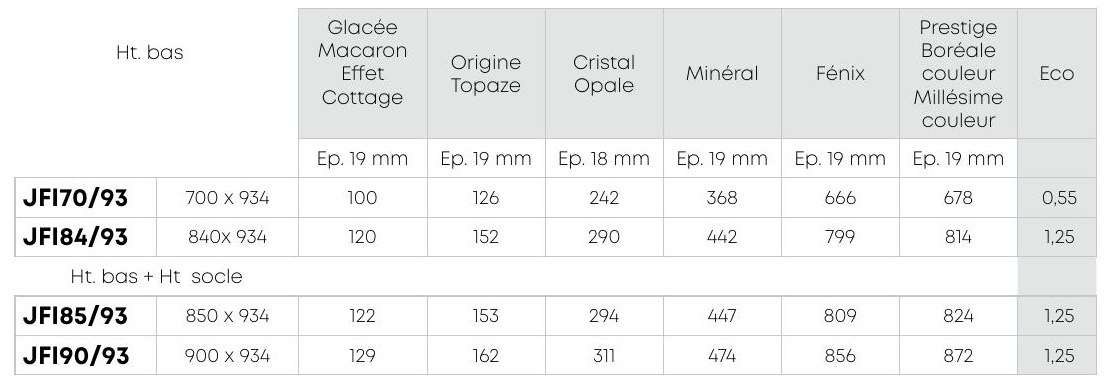 Ht. bas
Glacée
Macaron
Effet
Cottage
Origine
Topaze
Cristal
Opale
Minéral
Fénix
Prestige
Boréale
couleur
Millésime
couleur
Eco
Ep. 19 mm Ep. 19 mm Ep. 18 mm Ep. 19 mm Ep. 19 mm Ep. 19 mm
JFI70/93 700 x 934 100 126 242 368 666 678 0,55
JFI84/93 840x 934 120 152 290 442 799 814 1,25
Ht. bas + Ht socle
JFI85/93 850 x 934 122 153 294 447 809 824 1,25
JFI90/93 900 x 934 129 162 311 474 856 872 1,25